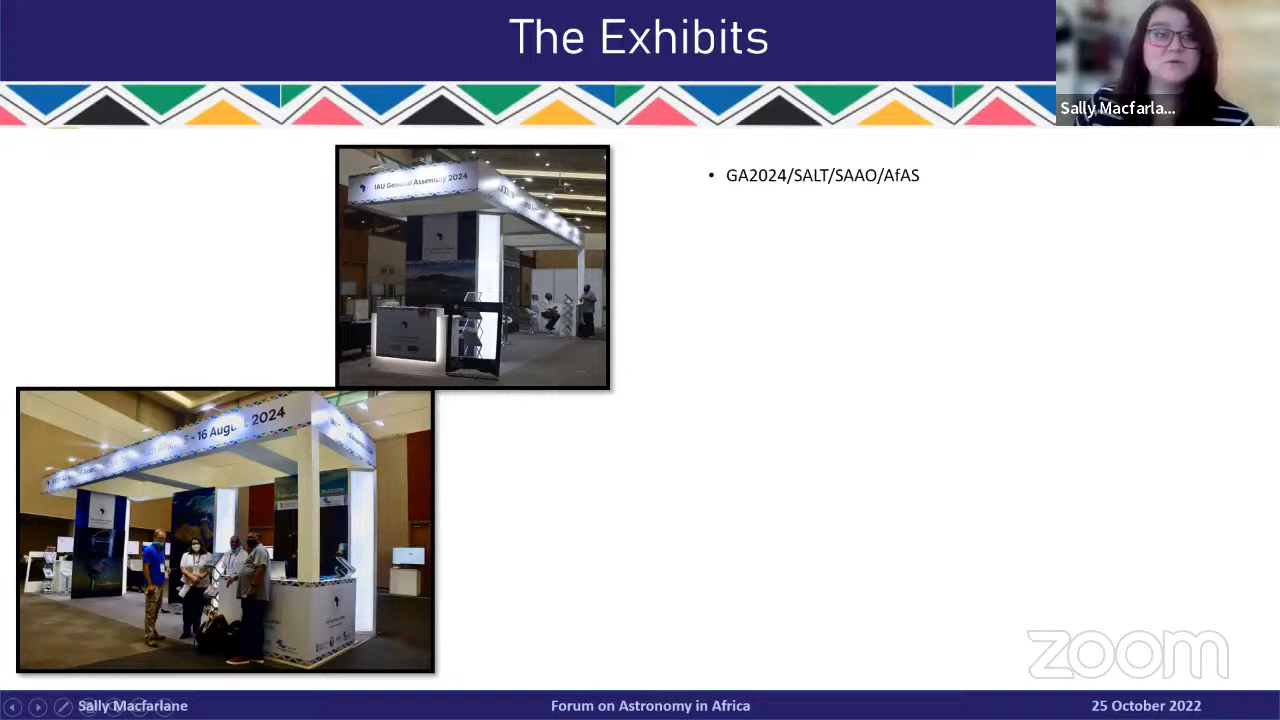 The Exhibits
Sally Macfarla...
• GA2024/SALT/SAAO/AfAS
IAU General Assembly 2024
- 16 August 2024
zoom
Sally Macfarlane
Forum on Astronomy in Africa
25 October 2022